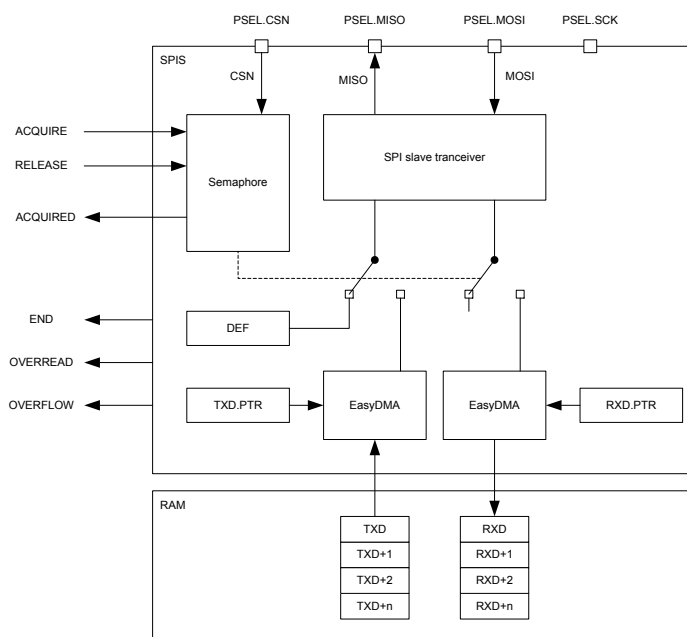 PSEL.CSN
PSEL.MISO
PSEL.MOSI
PSEL.SCK
SPIS
CSN
MISO
MOSI
ACQUIRE
RELEASE
ACQUIRED
Semaphore
SPI slave tranceiver
END
OVERREAD
OVERFLOW
DEF
TXD.PTR
EasyDMA
EasyDMA
RXD.PTR
RAM
TXD
RXD
TXD+1
RXD+1
TXD+2
RXD+2
TXD+n
RXD+n